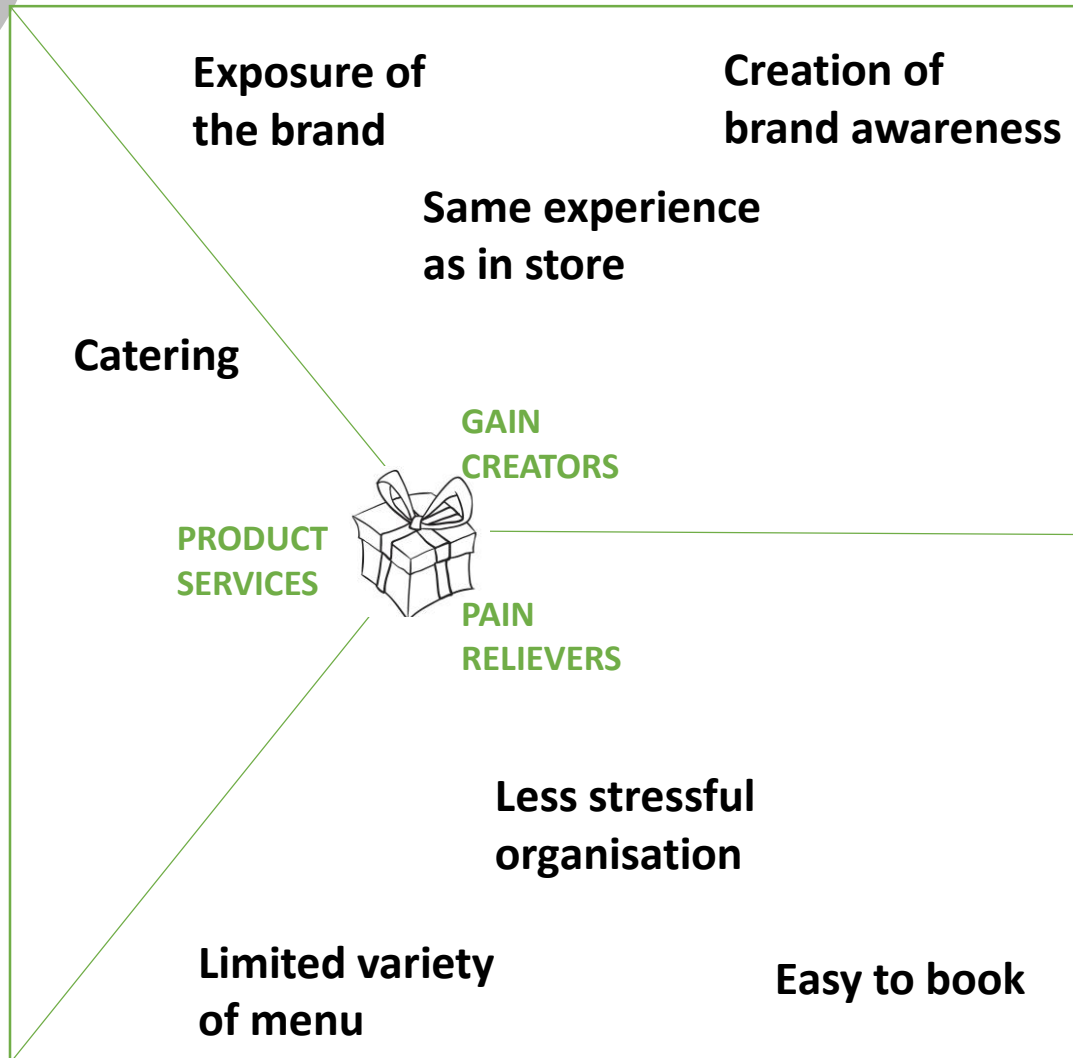 Exposure of
the brand
Creation of
brand awareness
Same experience
as in store
Catering
GAIN
CREATORS
PRODUCT
SERVICES
PAIN
RELIEVERS
Less stressful
organisation
Limited variety
of menu
Easy to book